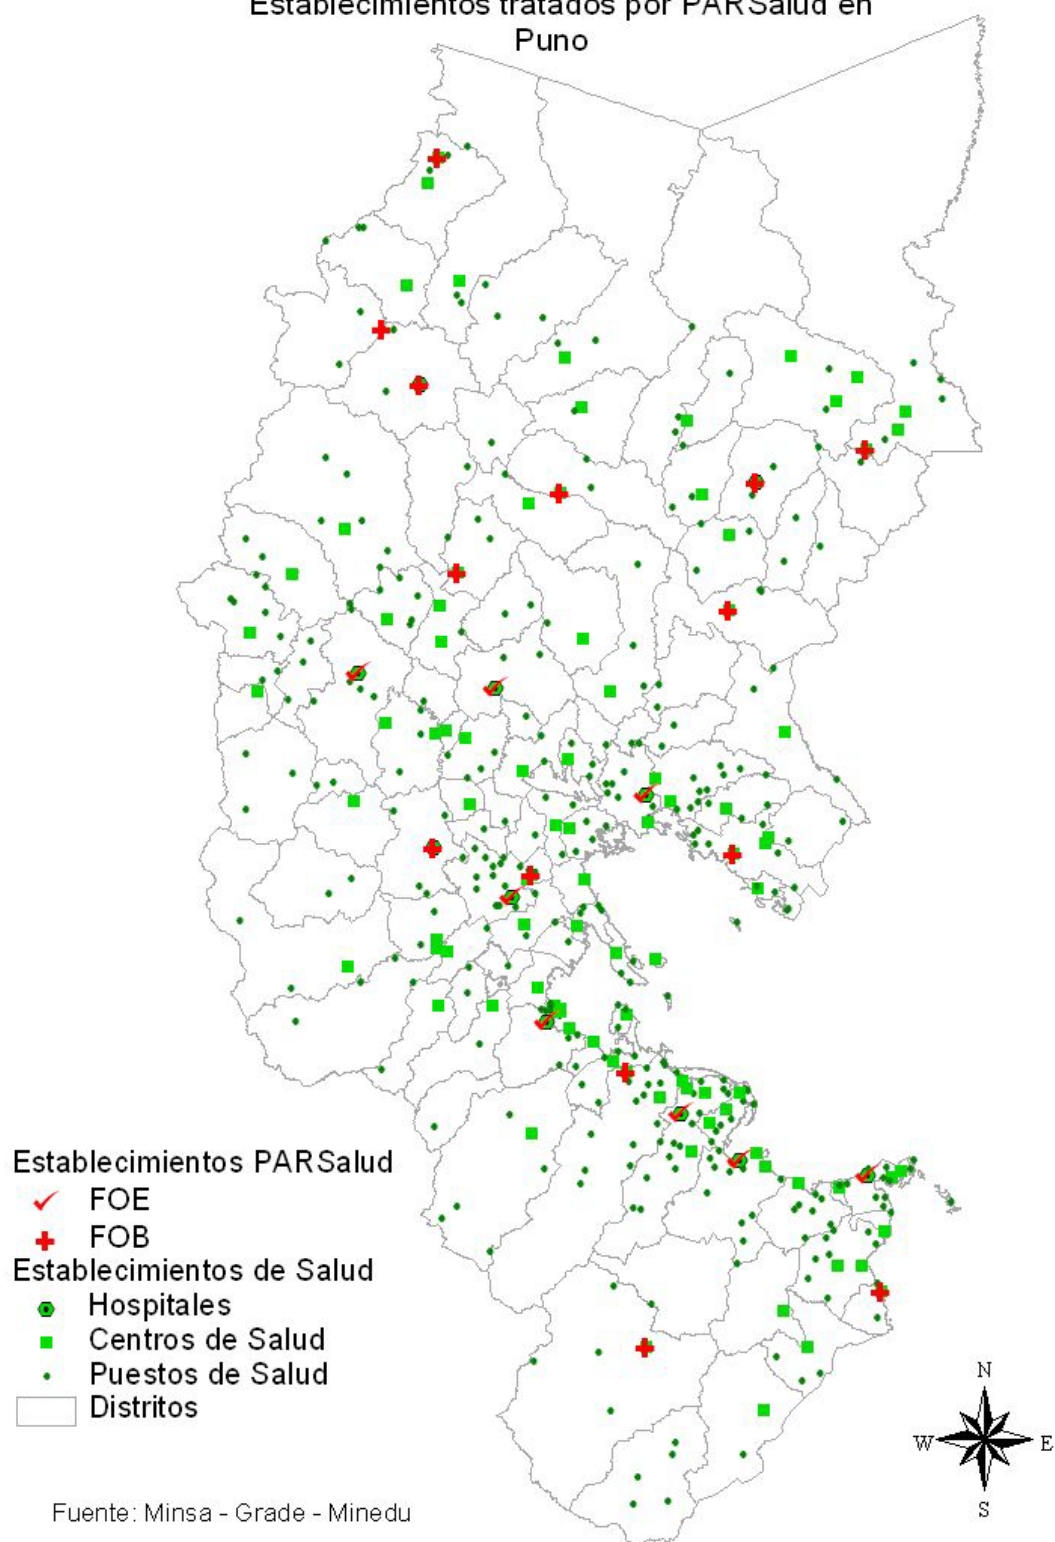 Establecimientos tratados por PARSalud en
Puno
Establecimientos PARSalud
FOE
FOB
Establecimientos de Salud
Hospitales
Centros de Salud
Puestos de Salud
Distritos
Fuente: Minsa - Grade - Minedu
N
W E
S